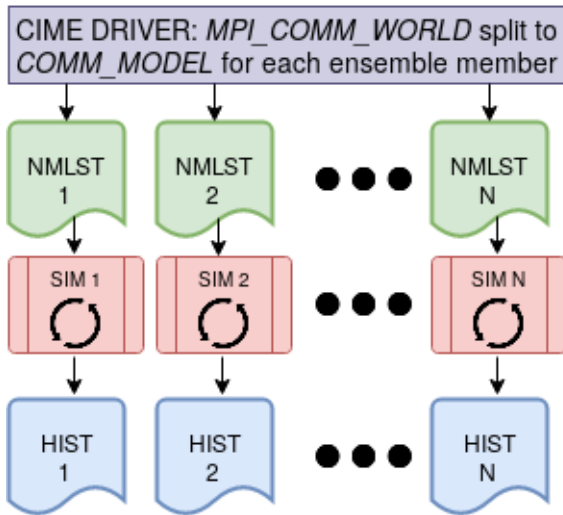 CIME DRIVER: MPI_COMM_WORLD split to
COMM_MODEL for each ensemble member
NMLST
1
NMLST
2
NMLST
N
SIM 1
SIM 2
SIM N
HIST
1
HIST
2
HIST
N